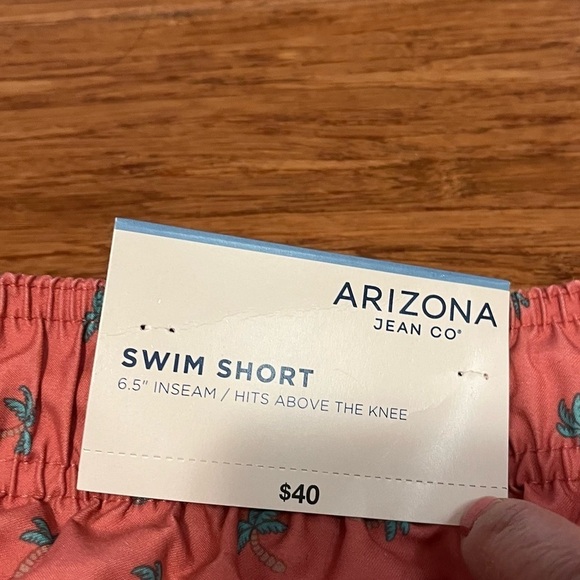 ARIZONA
JEAN CO®
SWIM SHORT
6.5" INSEAM / HITS ABOVE THE KNEE
$40